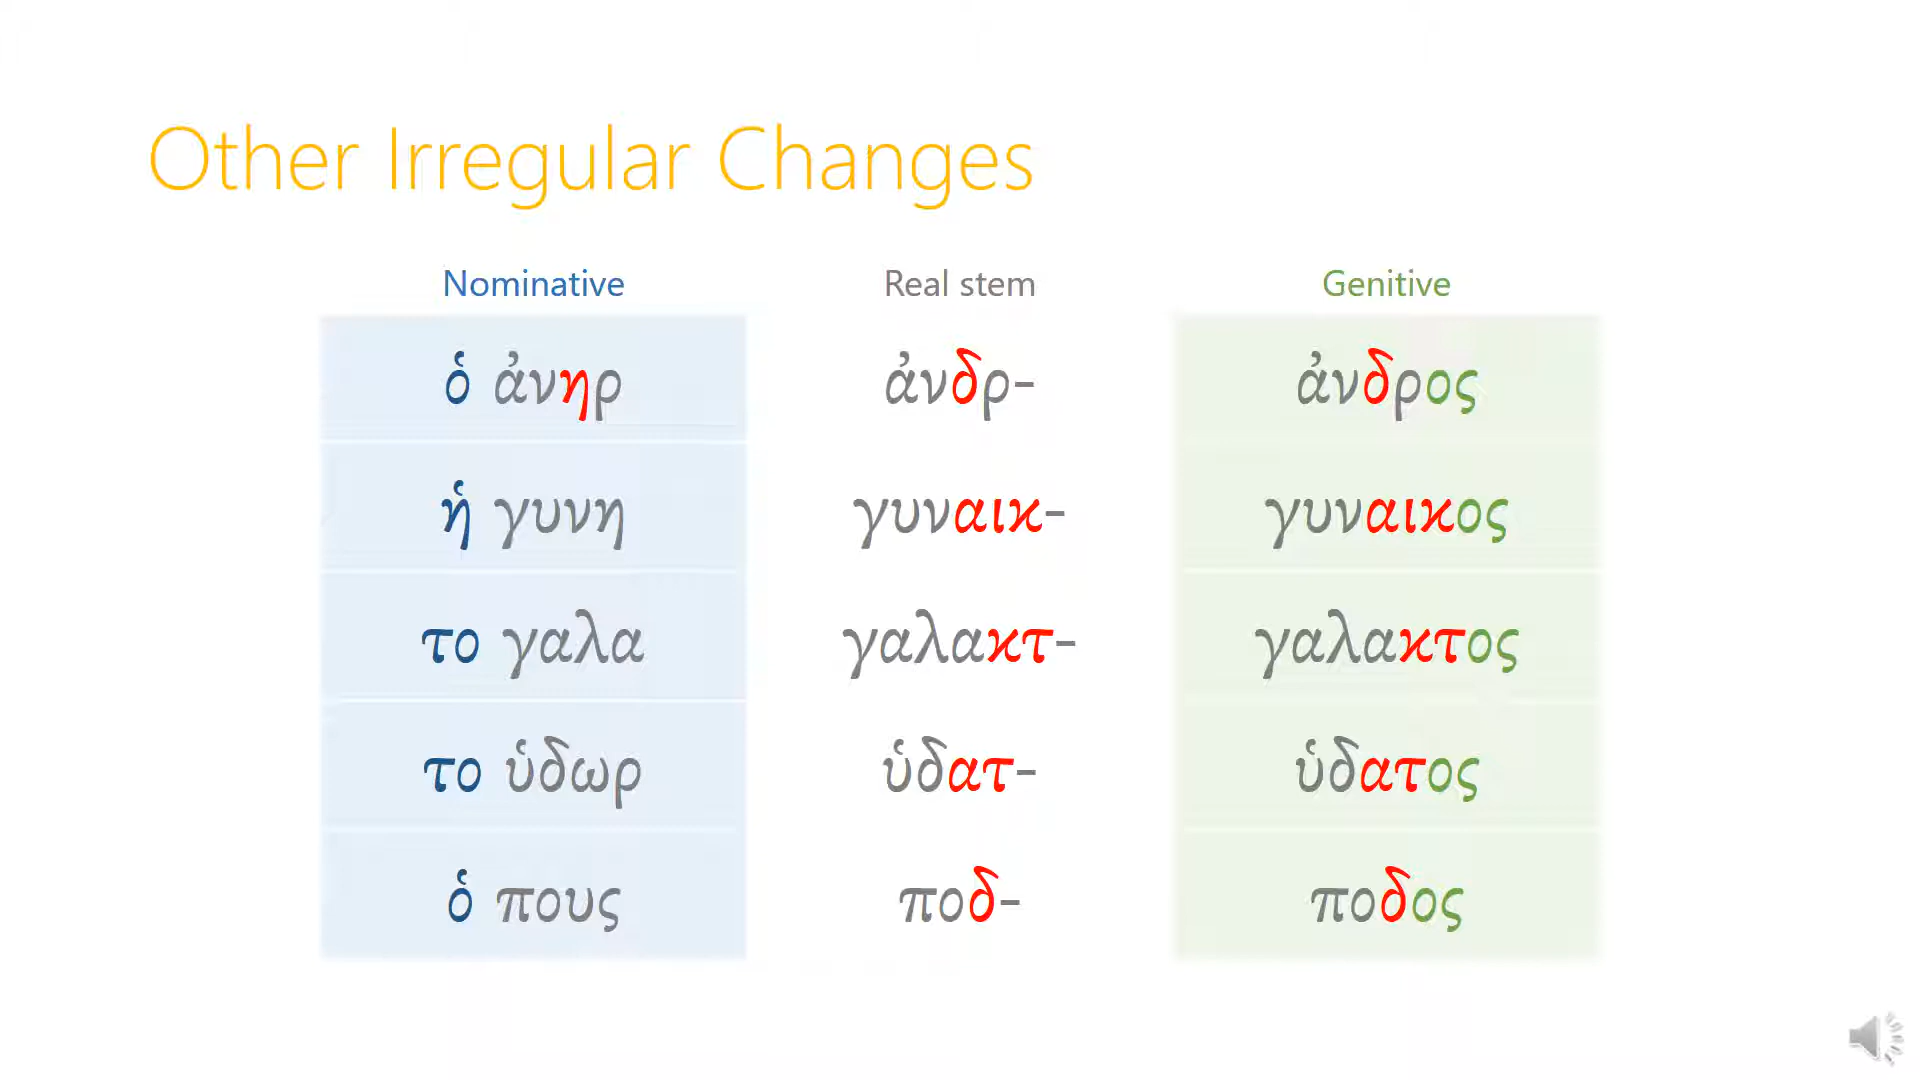 Other Irregular Changes
Nominative Real stem Genitive
ὁ ἀνηρ ἀνδρ- ἀνδρος
ἡ γυνη γυναικ- γυναικος
το γαλα γαλακτ- γαλακτος
το ὑδωρ ὑδατ- ὑδατος
ὁ πους ποδ- ποδος